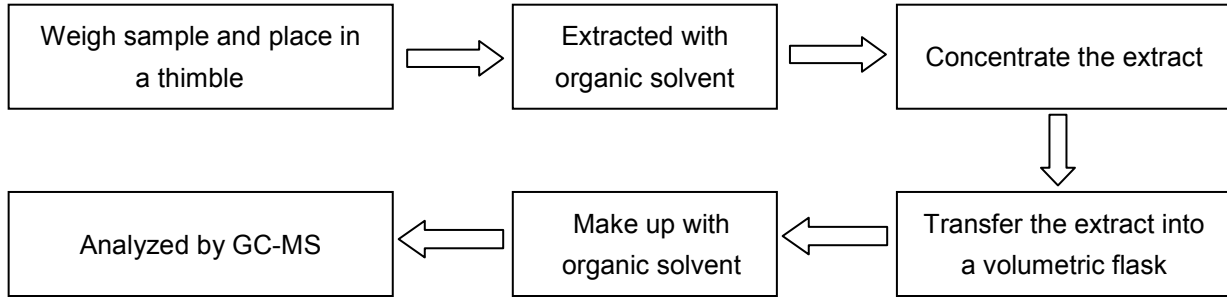 Weigh sample and place in
a thimble
Extracted with
organic solvent
Concentrate the extract
Transfer the extract into
a volumetric flask
Make up with
organic solvent
Analyzed by GC-MS